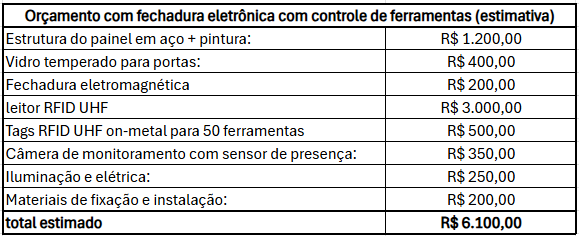 Orçamento com fechadura eletrônica com controle de ferramentas (estimativa)
Estrutura do painel em aço + pintura: R$ 1.200,00
Vidro temperado para portas: R$ 400,00
Fechadura eletromagnética R$ 200,00
leitor RFID UHF R$ 3.000,00
Tags RFID UHF on-metal para 50 ferramentas R$ 500,00
Câmera de monitoramento com sensor de presença: R$ 350,00
Iluminação e elétrica: R$ 250,00
Materiais de fixação e instalação: R$ 200,00
total estimado R$ 6.100,00